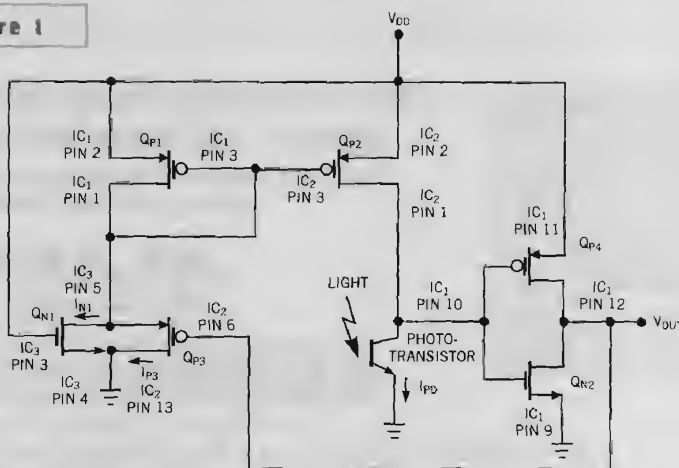 re 1
VDD
IC1
PIN 2
QP1
IC1
PIN 3
QP2
IC2
PIN 2
IC1
PIN 1
IC2
PIN 3
IC2
PIN 1
IC1
PIN 11
QP4
IC3
PIN 5
IN1
QN1
IC2
PIN 6
LIGHT
IC1
PIN 10
IC1
PIN 12
VOUT
IC3
PIN 3
QP3
PHOTO-
TRANSISTOR
IP3
IC3
PIN 4
IC2
PIN 13
IPD
QN2
IC1
PIN 9